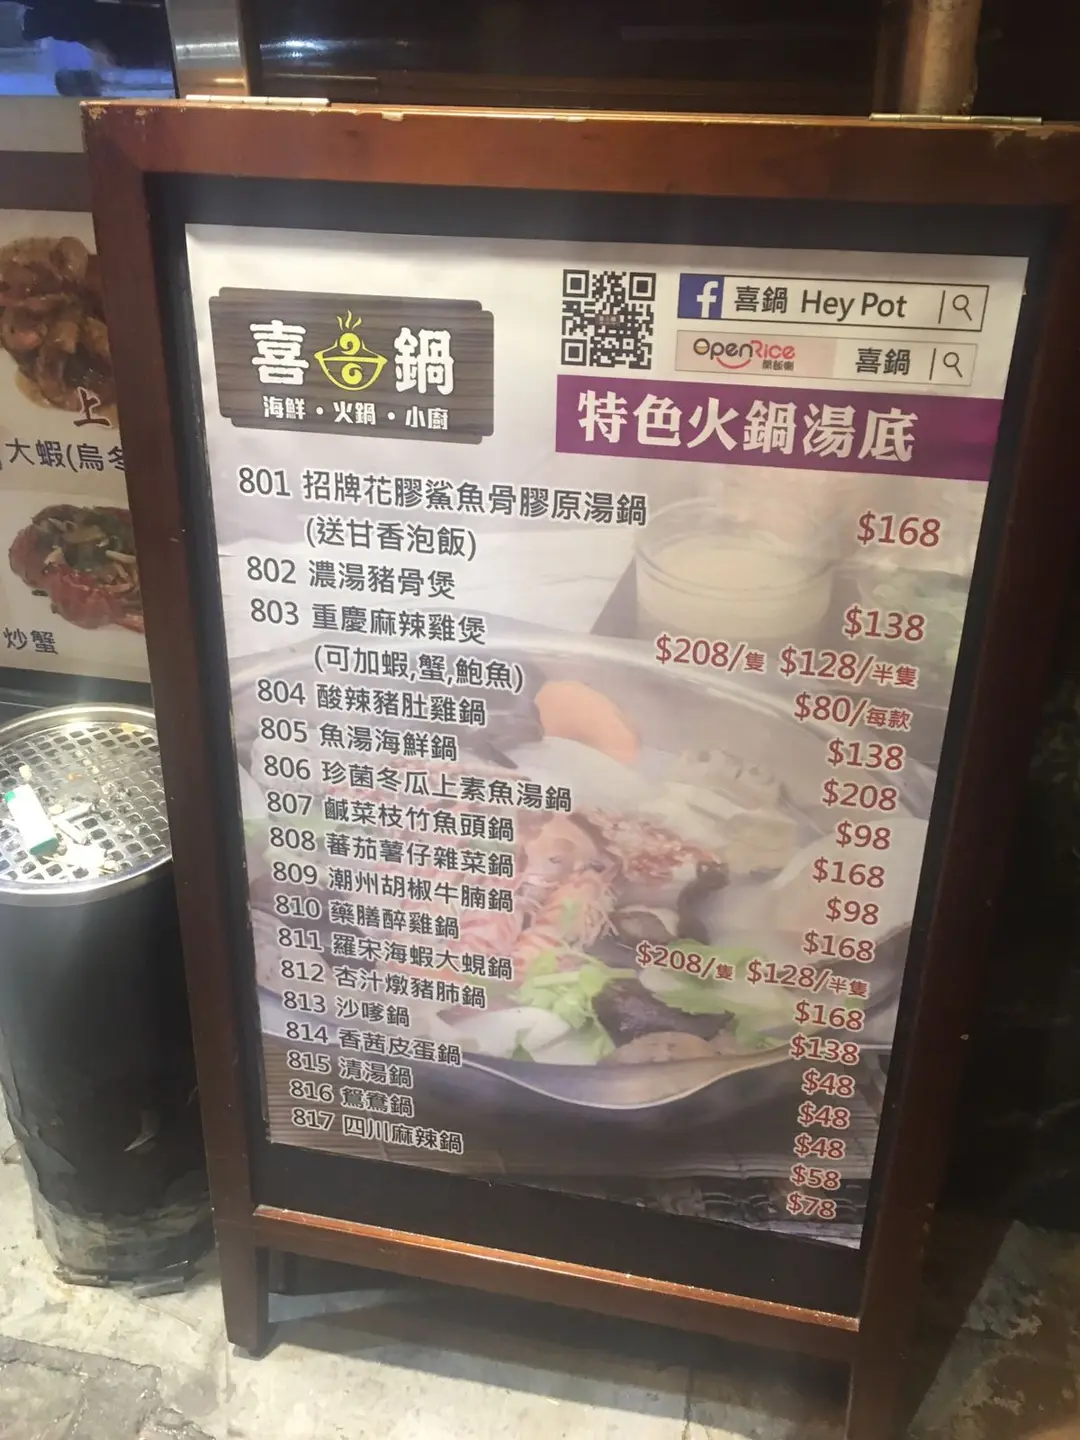 喜鍋
海鮮・火鍋・小廚
喜鍋 Hey Pot
OpenRice 開飯喇
喜鍋
特色火鍋湯底
801 招牌花膠鯊魚骨膠原湯鍋 $168
(送甘香泡飯)
802 濃湯豬骨煲 $138
803 重慶麻辣雞煲 $208/隻 $128/半隻
(可加蝦,蟹,鮑魚) $80/每款
804 酸辣豬肚雞鍋 $138
805 魚湯海鮮鍋 $208
806 珍菌冬瓜上素魚湯鍋 $98
807 鹹菜枝竹魚頭鍋 $168
808 蕃茄薯仔雜菜鍋 $98
809 潮州胡椒牛腩鍋 $168
810 藥膳醉雞鍋 $208/隻 $128/半隻
811 羅宋海蝦大蜆鍋 $168
812 杏汁燉豬肺鍋 $138
813 沙嗲鍋 $48
814 香茜皮蛋鍋 $48
815 清湯鍋 $48
816 鴛鴦鍋 $58
817 四川麻辣鍋 $78
上
大蝦(烏冬
炒蟹